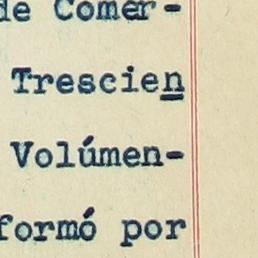 de Comer-
Trescien
Volúmen-
formó por